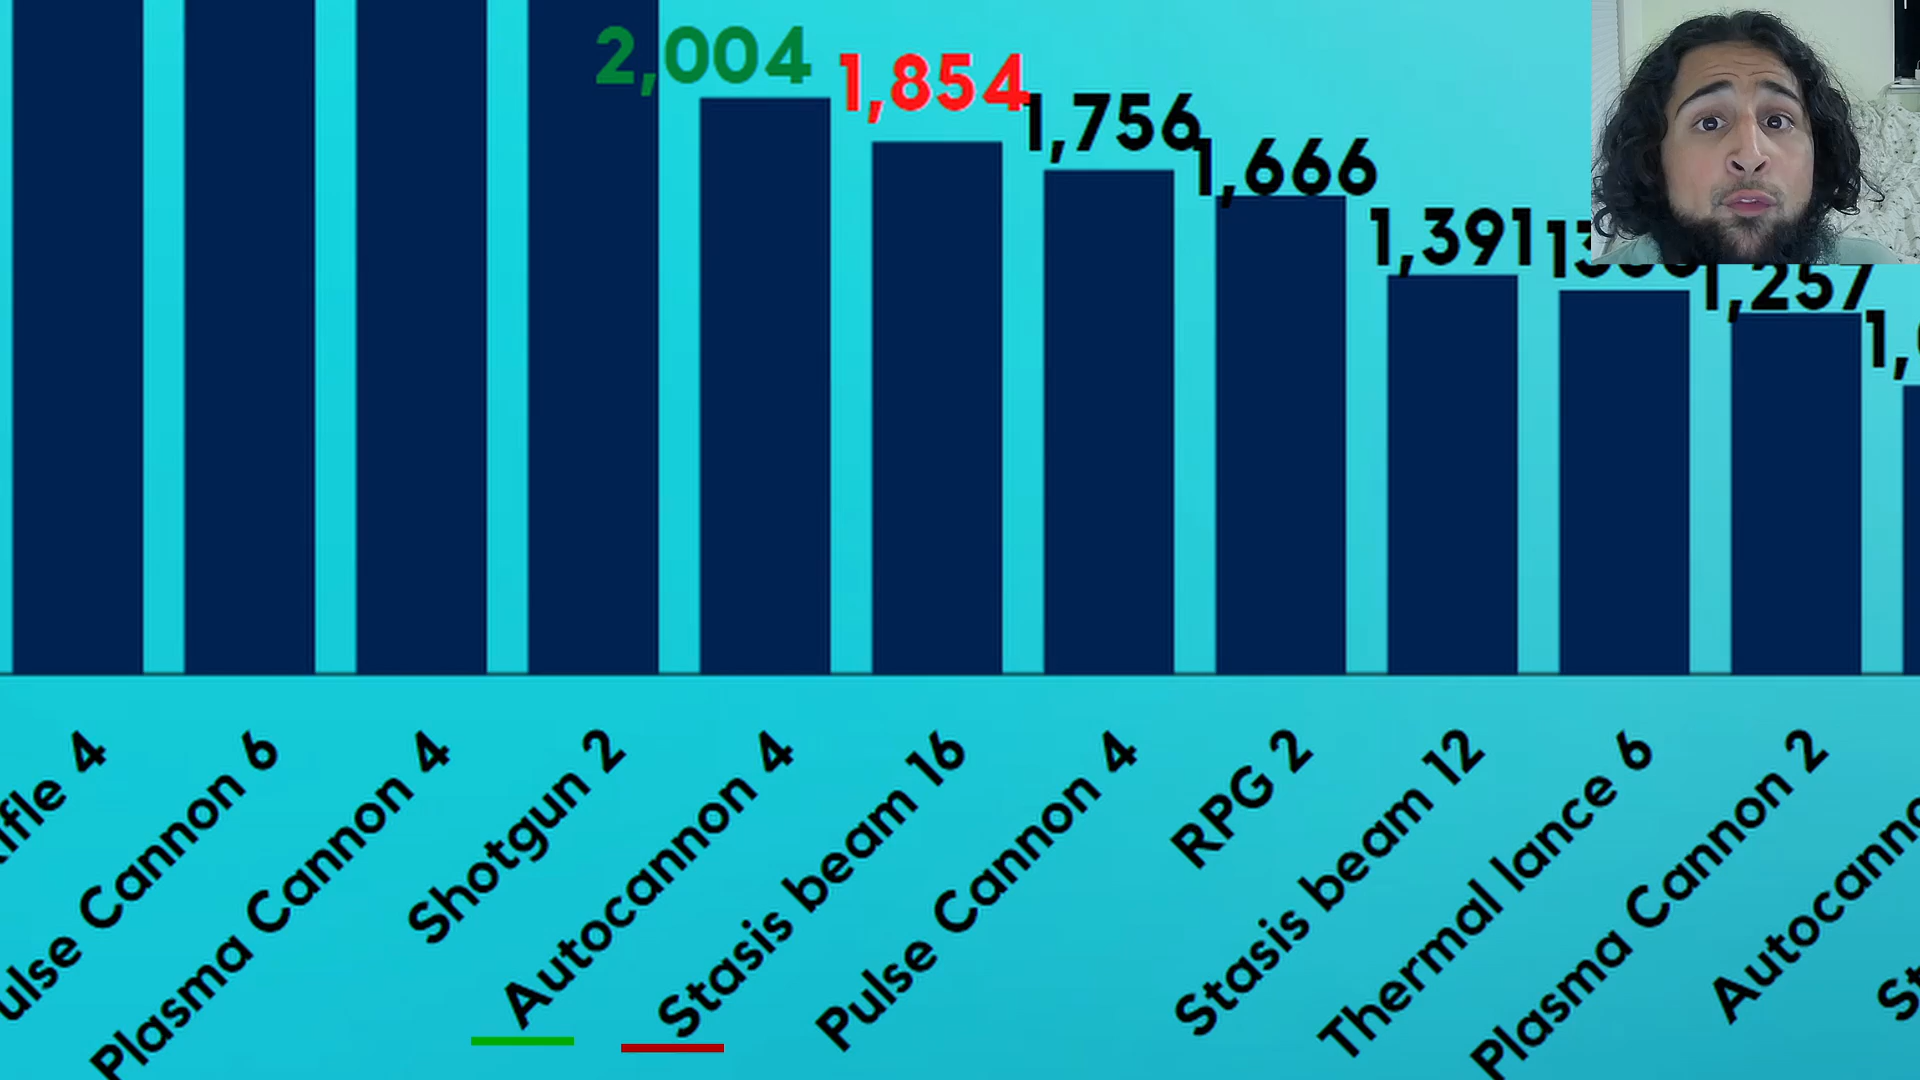 2,004
1,854
1,756
1,666
1,391
1,257
Rifle 4
Pulse Cannon 6
Plasma Cannon 4
Shotgun 2
Autocannon 4
Stasis beam 16
Pulse Cannon 4
RPG 2
Stasis beam 12
Thermal lance 6
Plasma Cannon 2